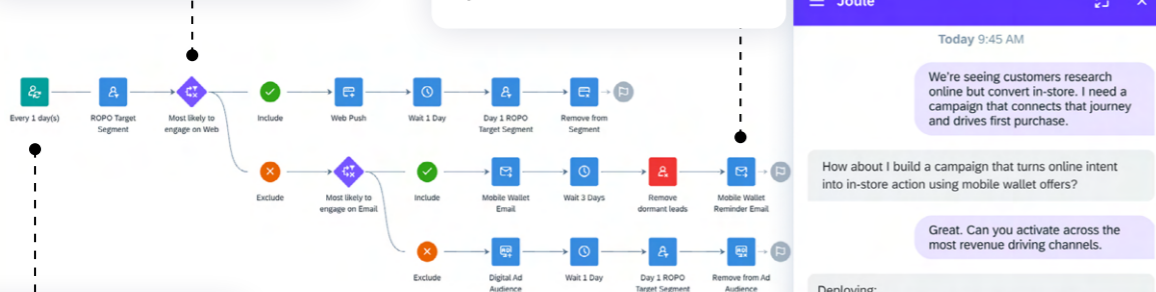 Joule
Today 9:45 AM
We're seeing customers research
online but convert in-store. I need a
campaign that connects that journey
and drives first purchase.
How about I build a campaign that turns online intent
into in-store action using mobile wallet offers?
Great. Can you activate across the
most revenue driving channels.
Deploying:
Every 1 day(s)
ROPO Target
Segment
Most likely to
engage on Web
Include
Web Push
Wait 1 Day
Day 1 ROPO
Target Segment
Remove from
Segment
Exclude
Most likely to
engage on Email
Include
Mobile Wallet
Email
Wait 3 Days
Remove
dormant leads
Mobile Wallet
Reminder Email
Exclude
Digital Ad
Audience
Wait 1 Day
Day 1 ROPO
Target Segment
Remove from Ad
Audience